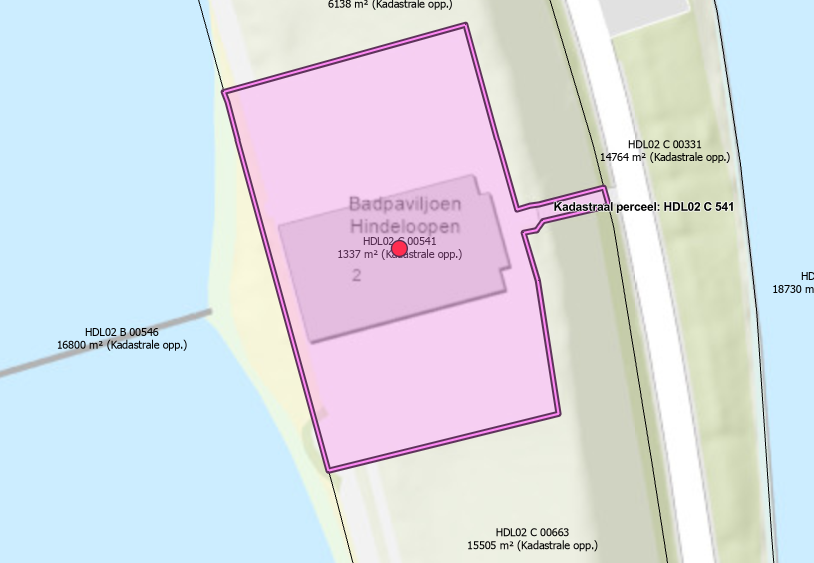 6138 m² (Kadastrale opp.)
HDL02 C 00331
14764 m² (Kadastrale opp.)
Kadastraal perceel: HDL02 C 541
Badpaviljoen
Hindeloopen
HDL02 C 00541
1337 m² (Kadastrale opp.)
2
HD
18730 m
HDL02 B 00546
16800 m² (Kadastrale opp.)
HDL02 C 00663
15505 m² (Kadastrale opp.)